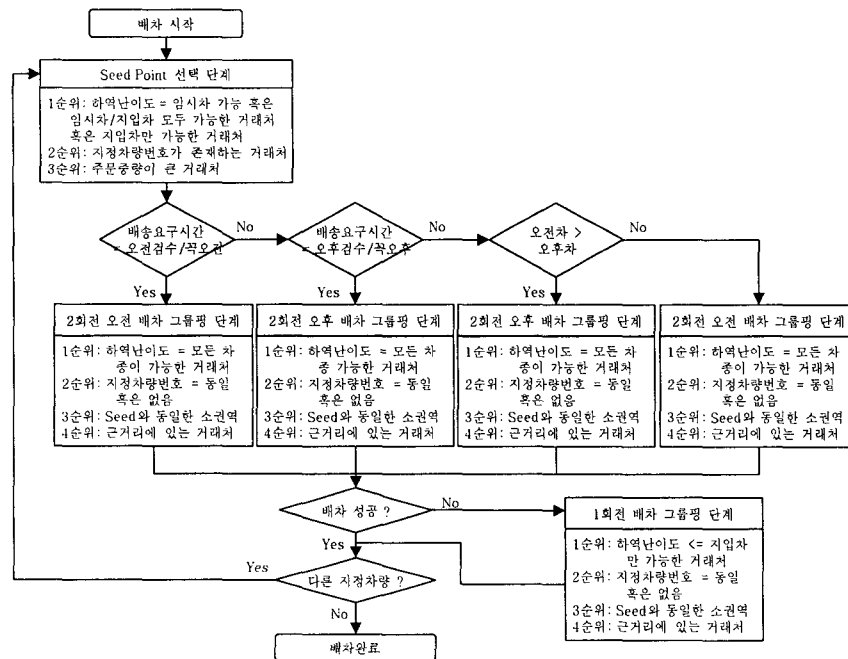 배차 시작
Seed Point 선택 단계
1순위: 하역난이도 = 임시차 가능 혹은
임시차/지입차 모두 가능한 거래처
혹은 지입차만 가능한 거래처
2순위: 지정차량번호가 존재하는 거래처
3순위: 주문중량이 큰 거래처
배송요구시간
= 오전검수/꼭오전
No
Yes
배송요구시간
= 오후검수/꼭오후
No
Yes
오전차 >
오후차
No
Yes
2회전 오전 배차 그룹핑 단계
1순위: 하역난이도 = 모든 차
종이 가능한 거래처
2순위: 지정차량번호 = 동일
혹은 없음
3순위: Seed와 동일한 소권역
4순위: 근거리에 있는 거래처
2회전 오후 배차 그룹핑 단계
1순위: 하역난이도 = 모든 차
종 가능한 거래처
2순위: 지정차량번호 = 동일
혹은 없음
3순위: Seed와 동일한 소권역
4순위: 근거리에 있는 거래처
2회전 오후 배차 그룹핑 단계
1순위: 하역난이도 = 모든 차
종이 가능한 거래처
2순위: 지정차량번호 = 동일
혹은 없음
3순위: Seed와 동일한 소권역
4순위: 근거리에 있는 거래처
2회전 오전 배차 그룹핑 단계
1순위: 하역난이도 = 모든 차
종이 가능한 거래처
2순위: 지정차량번호 = 동일
혹은 없음
3순위: Seed와 동일한 소권역
4순위: 근거리에 있는 거래처
배차 성공 ?
No
Yes
1회전 배차 그룹핑 단계
1순위: 하역난이도 <= 지입차
만 가능한 거래처
2순위: 지정차량번호 = 동일
혹은 없음
3순위: Seed와 동일한 소권역
4순위: 근거리에 있는 거래처
Yes
다른 지정차량 ?
No
배차완료